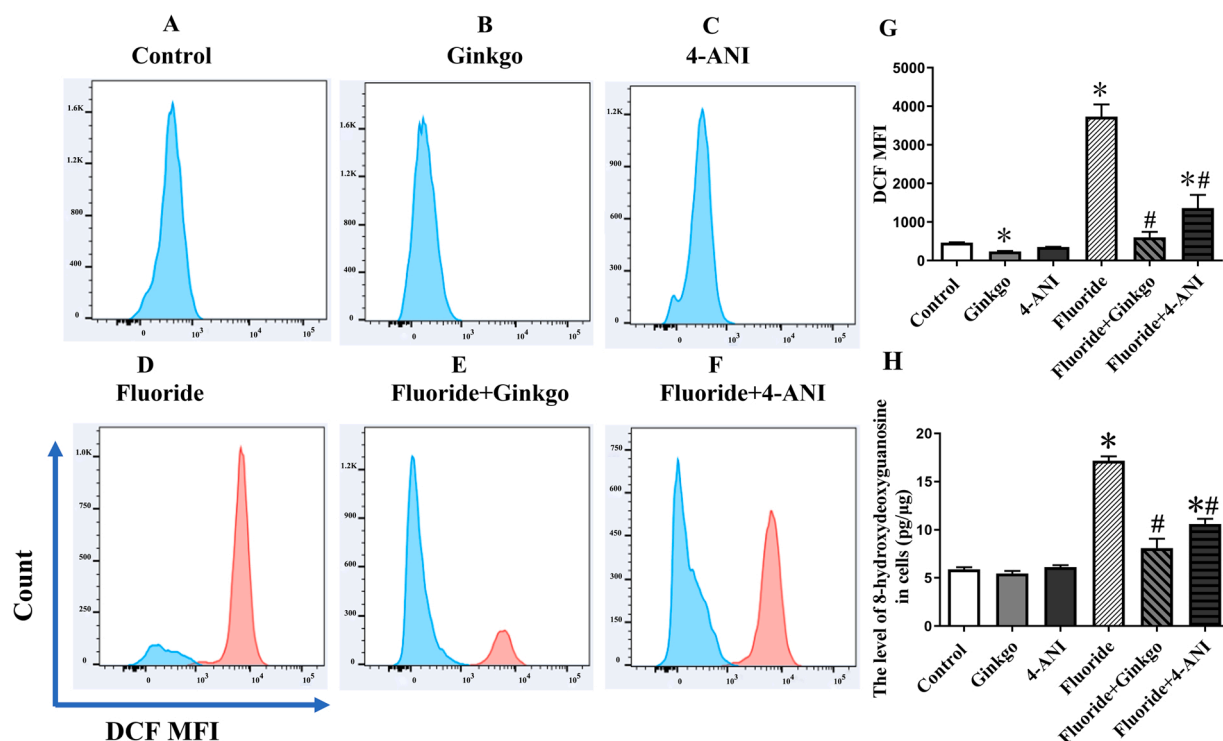 A
Control
1.6K
1.2K
800
400
0
0
10³
10⁴
10⁵
B
Ginkgo
1.6K
1.2K
800
400
0
0
10³
10⁴
10⁵
C
4-ANI
1.2K
900
600
300
0
0
10³
10⁴
10⁵
D
Fluoride
1.0K
750
500
250
0
0
10³
10⁴
10⁵
E
Fluoride+Ginkgo
1.2K
900
600
300
0
0
10³
10⁴
10⁵
F
Fluoride+4-ANI
750
600
450
300
150
0
0
10³
10⁴
10⁵
Count
DCF MFI
G
DCF MFI
5000
4000
3000
2000
1000
0
*
*
#
*#
Control
Ginkgo
4-ANI
Fluoride
Fluoride+Ginkgo
Fluoride+4-ANI
H
The level of 8-hydroxydeoxyguanosine
in cells (pg/μg)
20
15
10
5
0
*
#
*#
Control
Ginkgo
4-ANI
Fluoride
Fluoride+Ginkgo
Fluoride+4-ANI